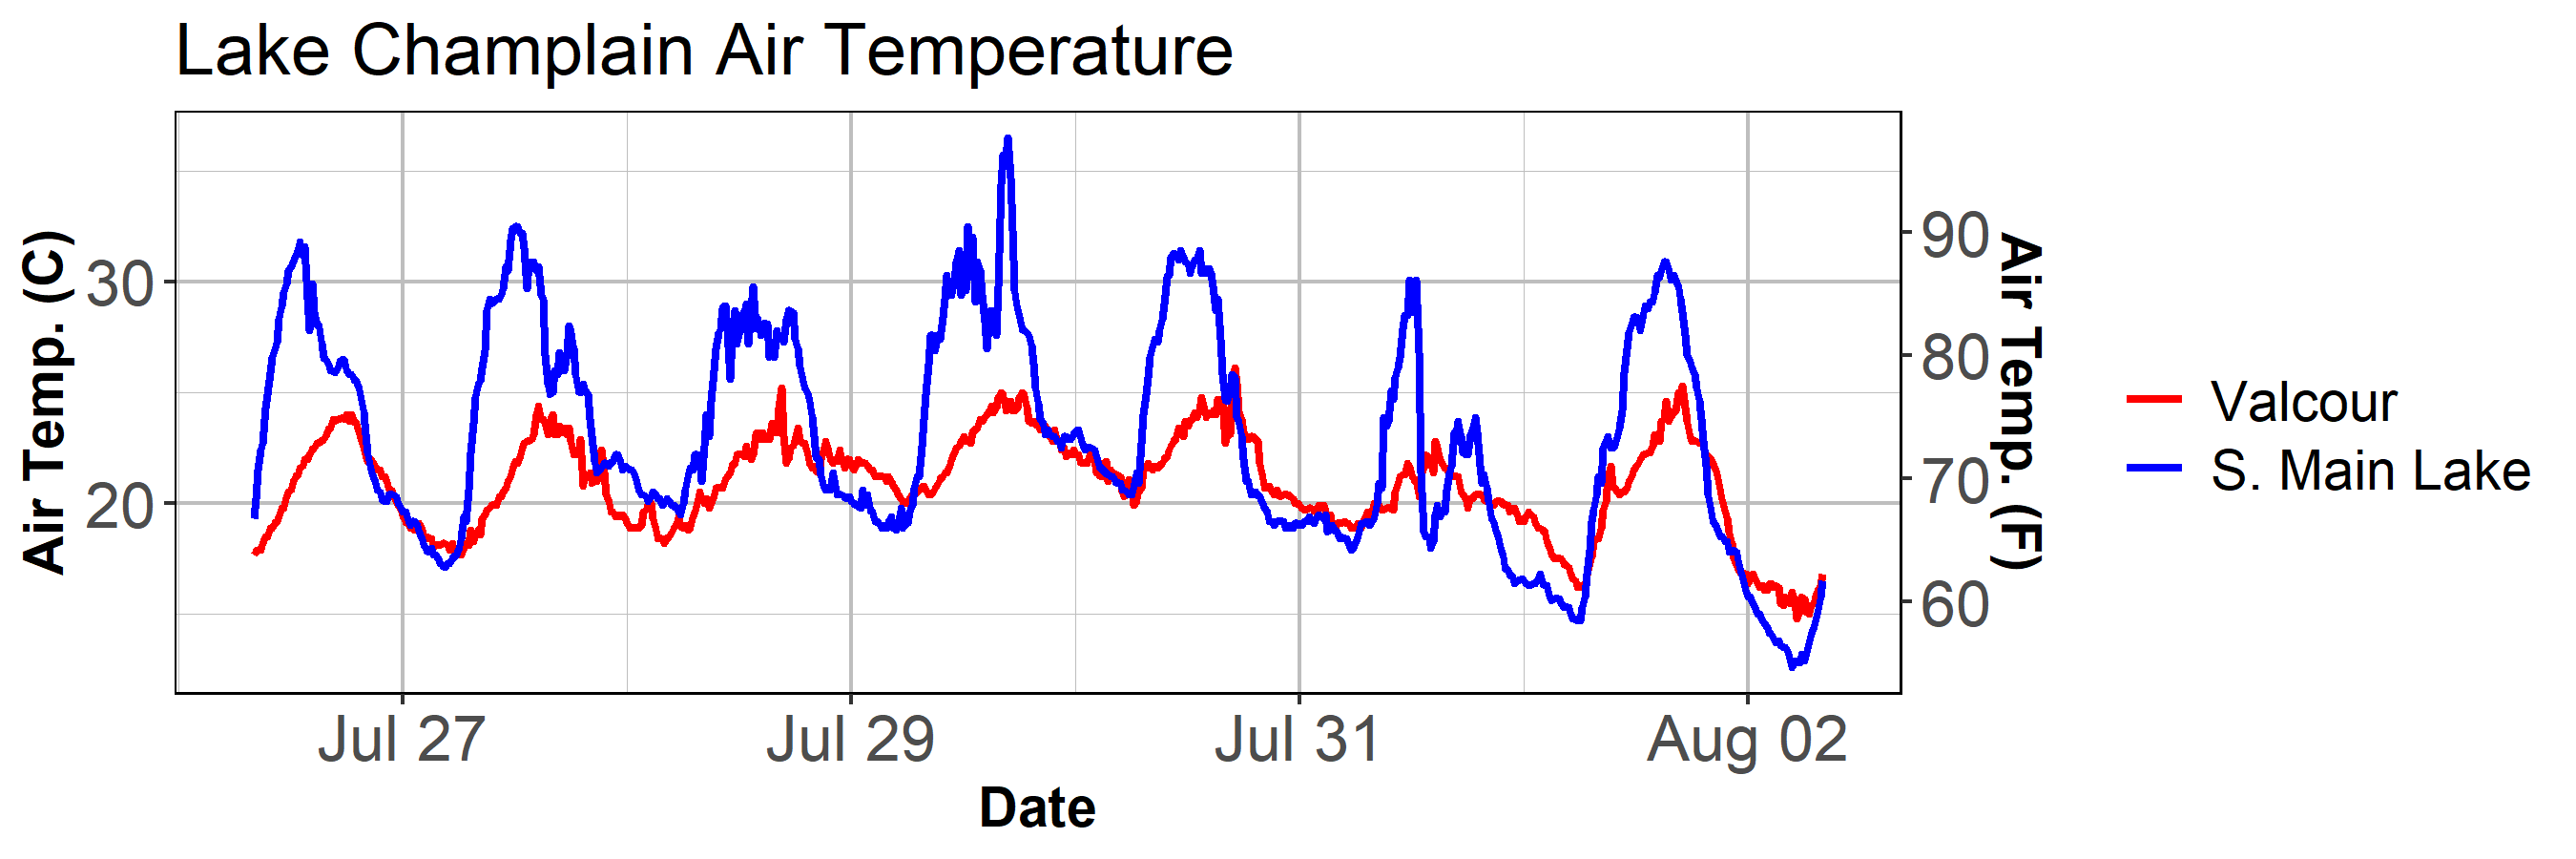 Lake Champlain Air Temperature
Air Temp. (C)
30
20
90
80
70
60
Air Temp. (F)
Jul 27
Jul 29
Jul 31
Aug 02
Date
Valcour
S. Main Lake